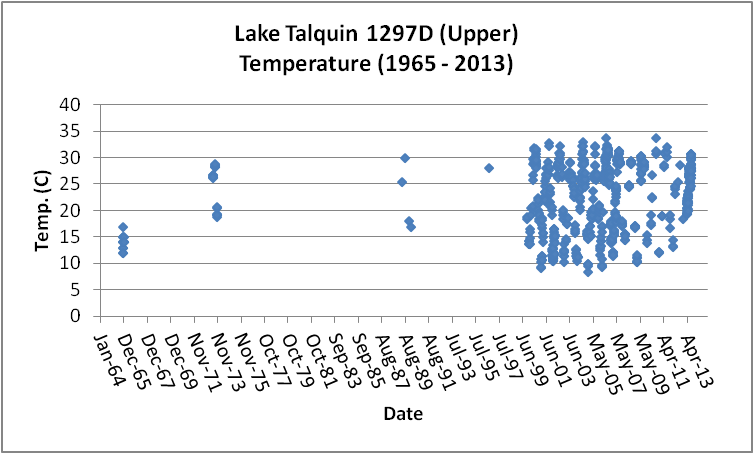 Lake Talquin 1297D (Upper)
Temperature (1965 - 2013)
Temp. (C)
40
35
30
25
20
15
10
5
0
Jan-64
Dec-65
Dec-67
Dec-69
Nov-71
Nov-73
Nov-75
Oct-77
Oct-79
Oct-81
Sep-83
Sep-85
Aug-87
Aug-89
Aug-91
Jul-93
Jul-95
Jul-97
Jun-99
Jun-01
Jun-03
May-05
May-07
May-09
Apr-11
Apr-13
Date